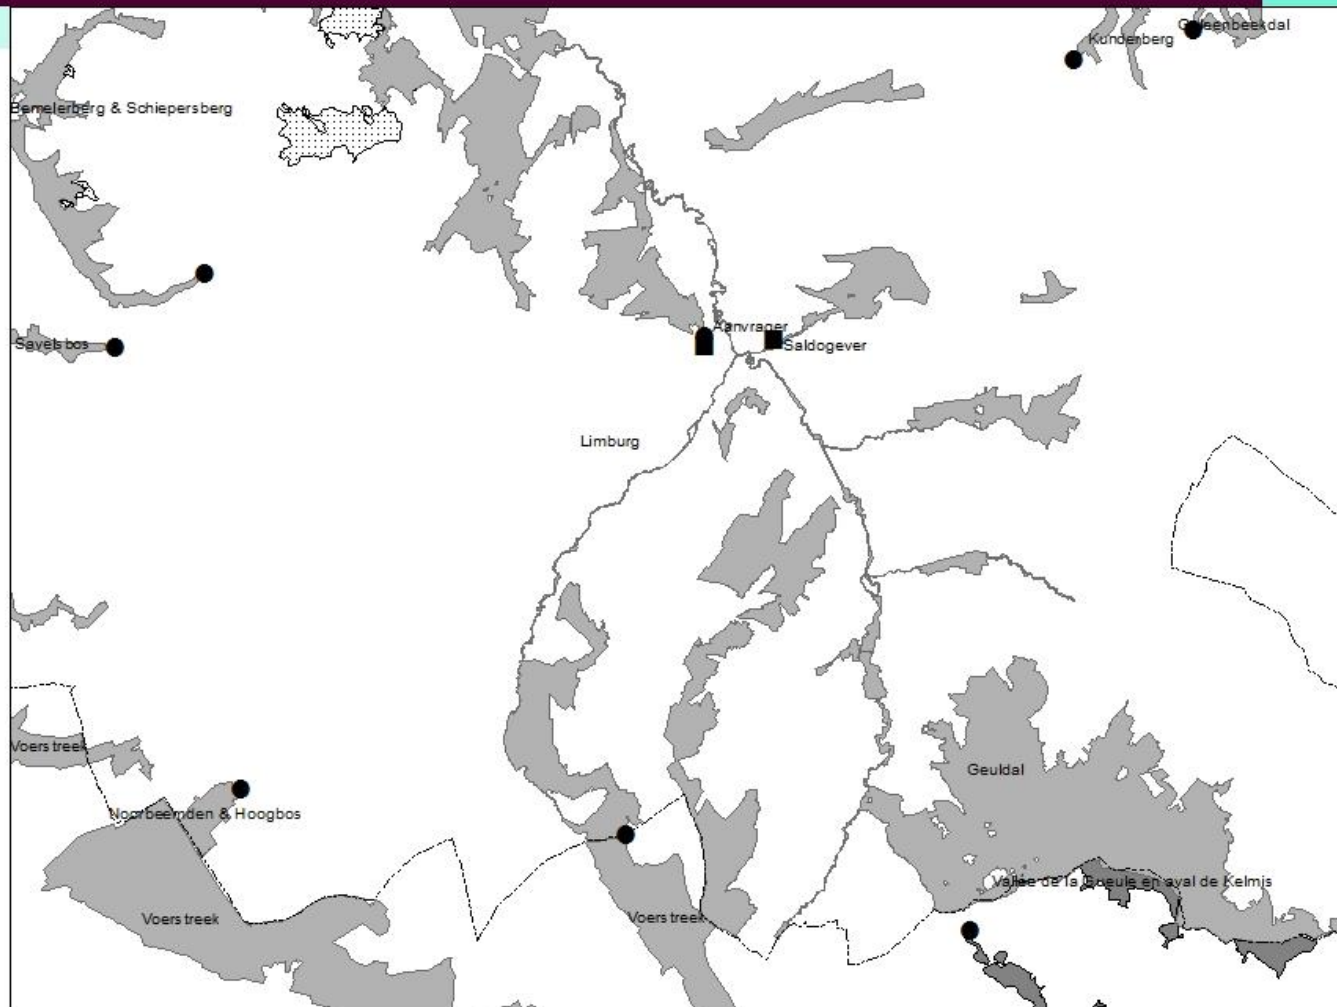 Geleenbeekdal
Kunderberg
Bemelerberg & Schiepersberg
Aanvrager
Savelsbos
Saldogever
Limburg
Voerstreek
Geuldal
Noorbeemden & Hoogbos
Vallée de la Gueule en aval de Kelmis
Voerstreek
Voerstreek